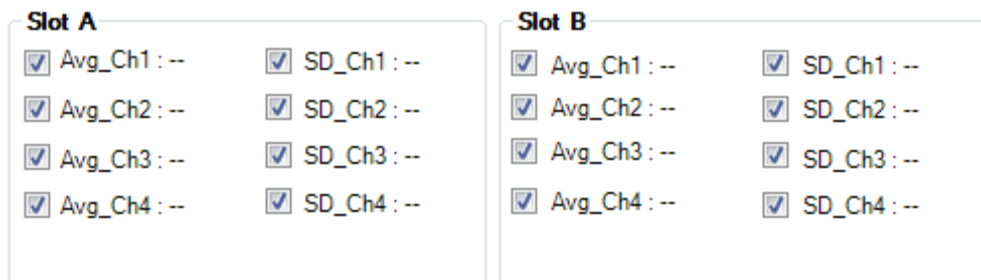 Slot A
Avg_Ch1 : --
SD_Ch1 : --
Avg_Ch2 : --
SD_Ch2 : --
Avg_Ch3 : --
SD_Ch3 : --
Avg_Ch4 : --
SD_Ch4 : --
Slot B
Avg_Ch1 : --
SD_Ch1 : --
Avg_Ch2 : --
SD_Ch2 : --
Avg_Ch3 : --
SD_Ch3 : --
Avg_Ch4 : --
SD_Ch4 : --